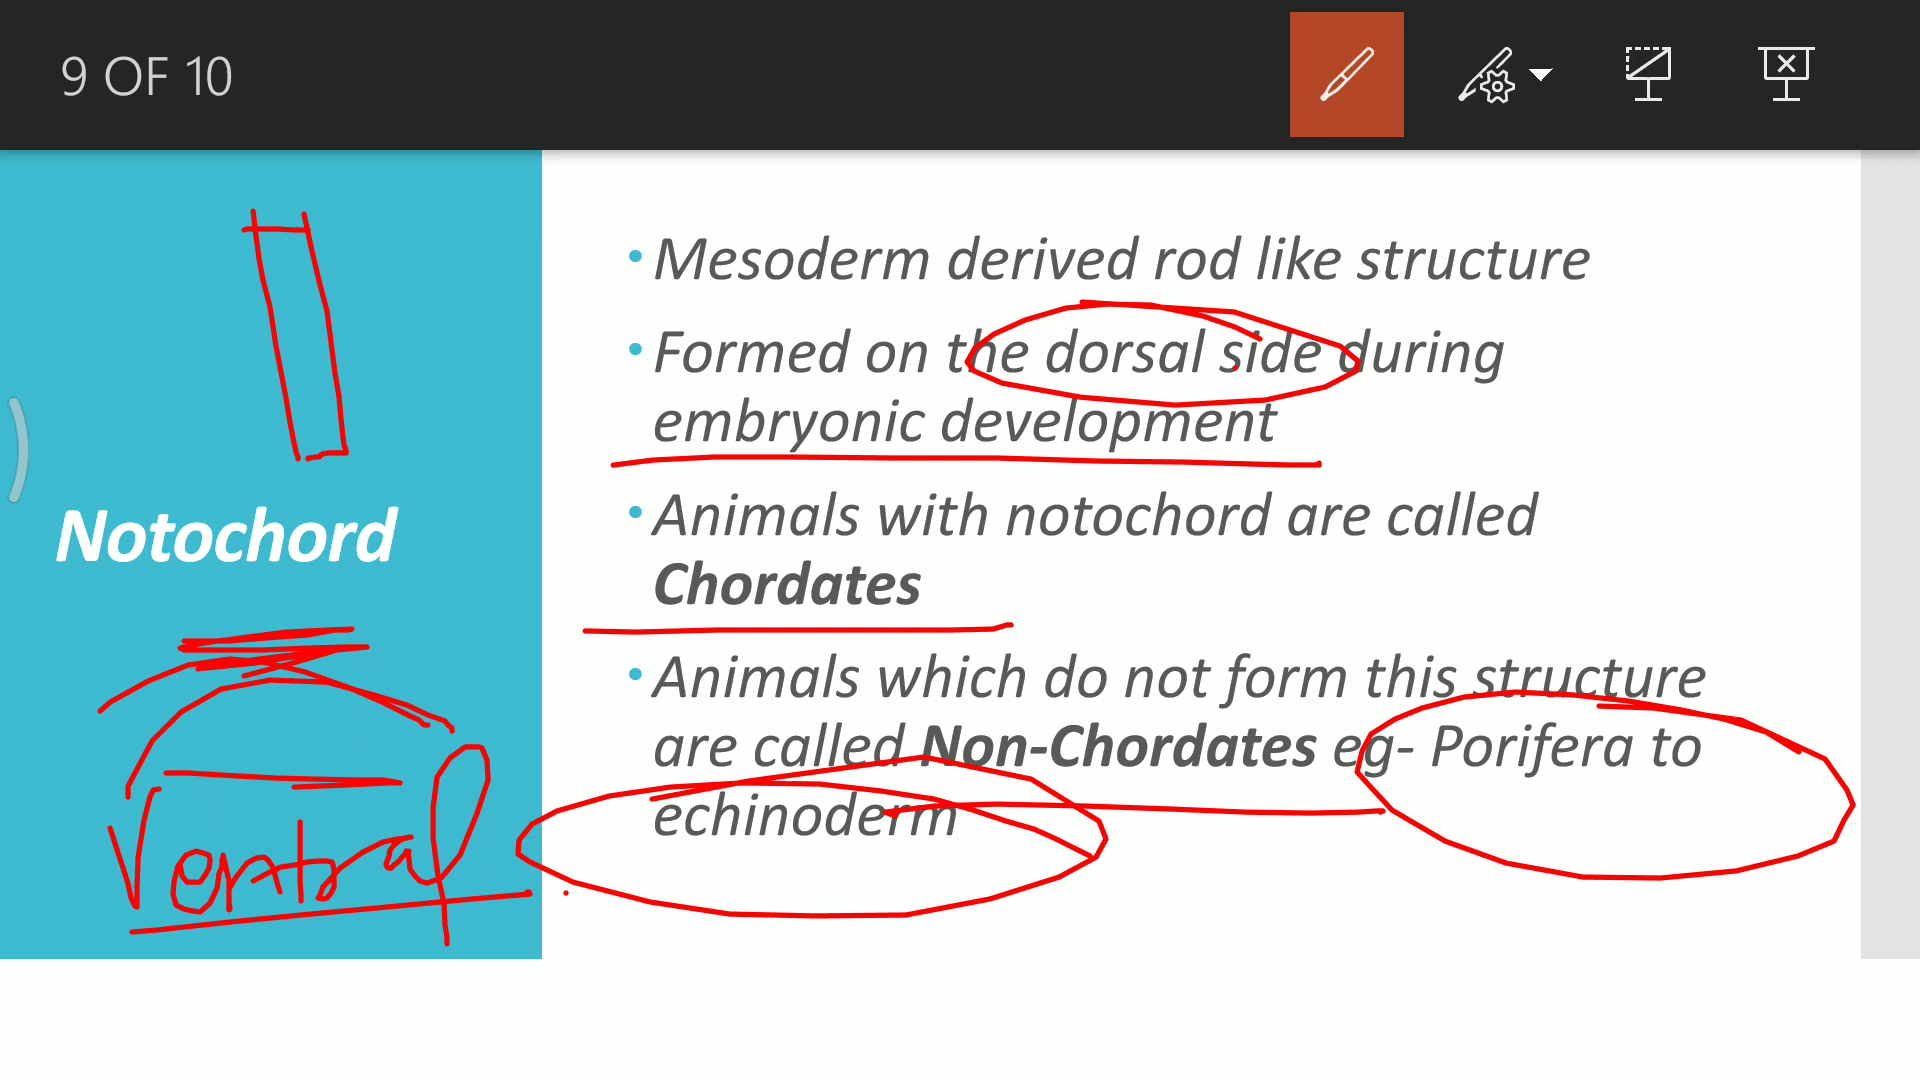 9 OF 10
Notochord
Ventral
• Mesoderm derived rod like structure
• Formed on the dorsal side during
embryonic development
• Animals with notochord are called
Chordates
• Animals which do not form this structure
are called Non-Chordates eg- Porifera to
echinoderm